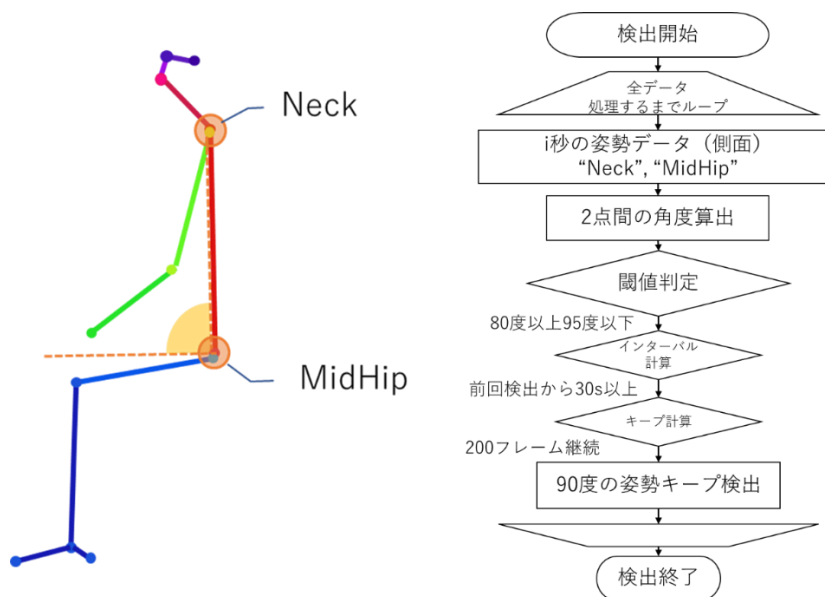 Neck
MidHip
検出開始
全データ
処理するまでループ
i秒の姿勢データ（側面）
“Neck”, “MidHip”
2点間の角度算出
閾値判定
80度以上95度以下
インターバル
計算
前回検出から30s以上
キープ計算
200フレーム継続
90度の姿勢キープ検出
検出終了